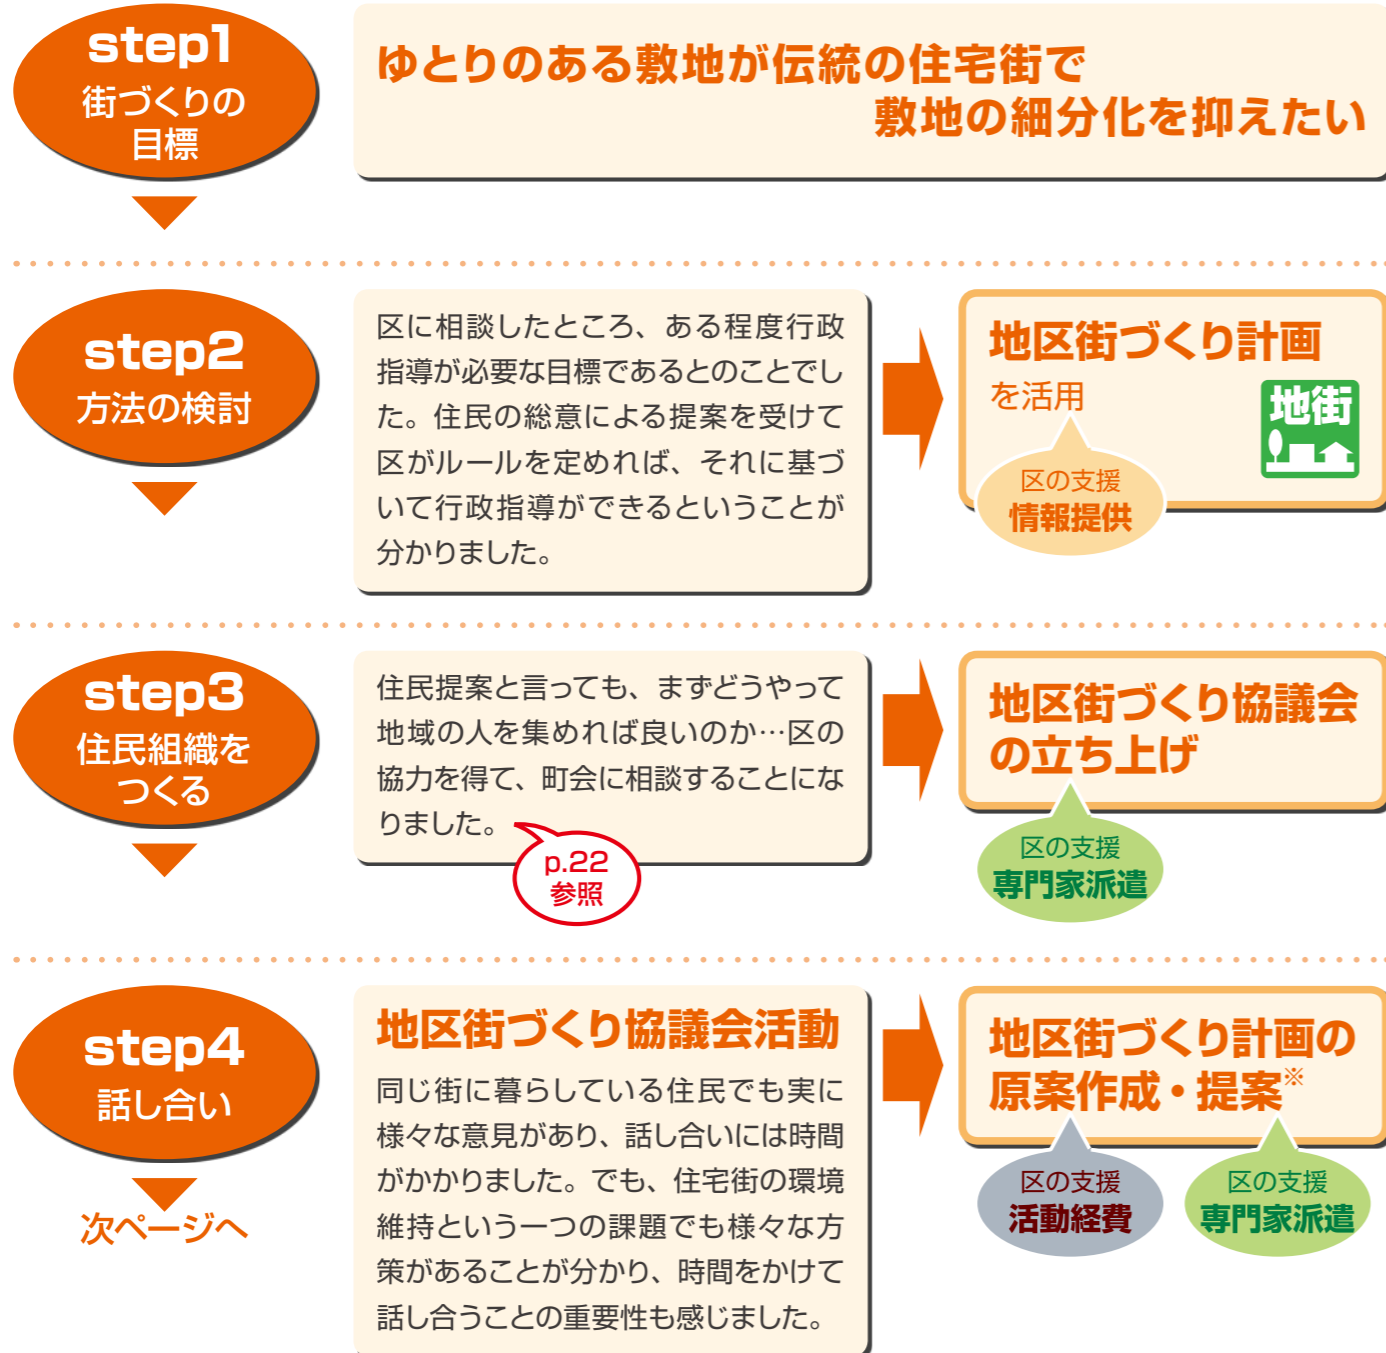 step1
街づくりの
目標
ゆとりのある敷地が伝統の住宅街で
敷地の細分化を抑えたい
step2
方法の検討
区に相談したところ、ある程度行政
指導が必要な目標であるとのことでし
た。住民の総意による提案を受けて
区がルールを定めれば、それに基づ
いて行政指導ができるということが
分かりました。
地区街づくり計画
を活用
地街
区の支援
情報提供
step3
住民組織を
つくる
住民提案と言っても、まずどうやって
地域の人を集めれば良いのか…区の
協力を得て、町会に相談することにな
りました。
p.22
参照
地区街づくり協議会
の立ち上げ
区の支援
専門家派遣
step4
話し合い
次ページへ
地区街づくり協議会活動
同じ街に暮らしている住民でも実に
様々な意見があり、話し合いには時間
がかかりました。でも、住宅街の環境
維持という一つの課題でも様々な方
策があることが分かり、時間をかけて
話し合うことの重要性も感じました。
地区街づくり計画の
原案作成・提案※
区の支援
活動経費
区の支援
専門家派遣